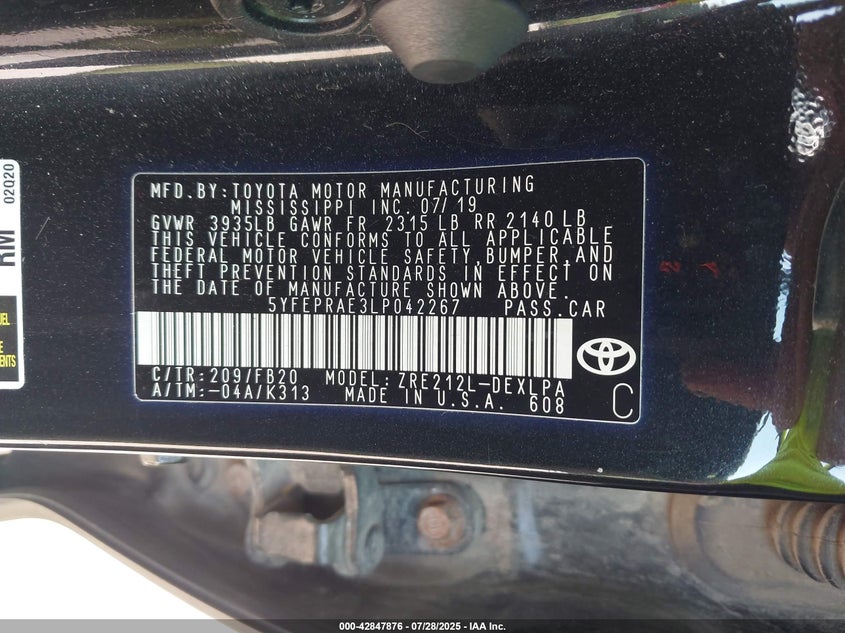 MFD. BY: TOYOTA MOTOR MANUFACTURING
MISSISSIPPI INC. 07/19
GVWR 3935LB GAWR FR 2315 LB RR 2140 LB
THIS VEHICLE CONFORMS TO ALL APPLICABLE
FEDERAL MOTOR VEHICLE SAFETY, BUMPER, AND
THEFT PREVENTION STANDARDS IN EFFECT ON
THE DATE OF MANUFACTURE SHOWN ABOVE.
5YFEPRAE3LP042267 PASS. CAR
C/TR: 209/FB20 MODEL: ZRE212L-DEXLPA
A/TM: -04A/K313 MADE IN U.S.A. 608
C
RM 02Q20
000-42847876 / 07/28/2025 - IAA Inc.